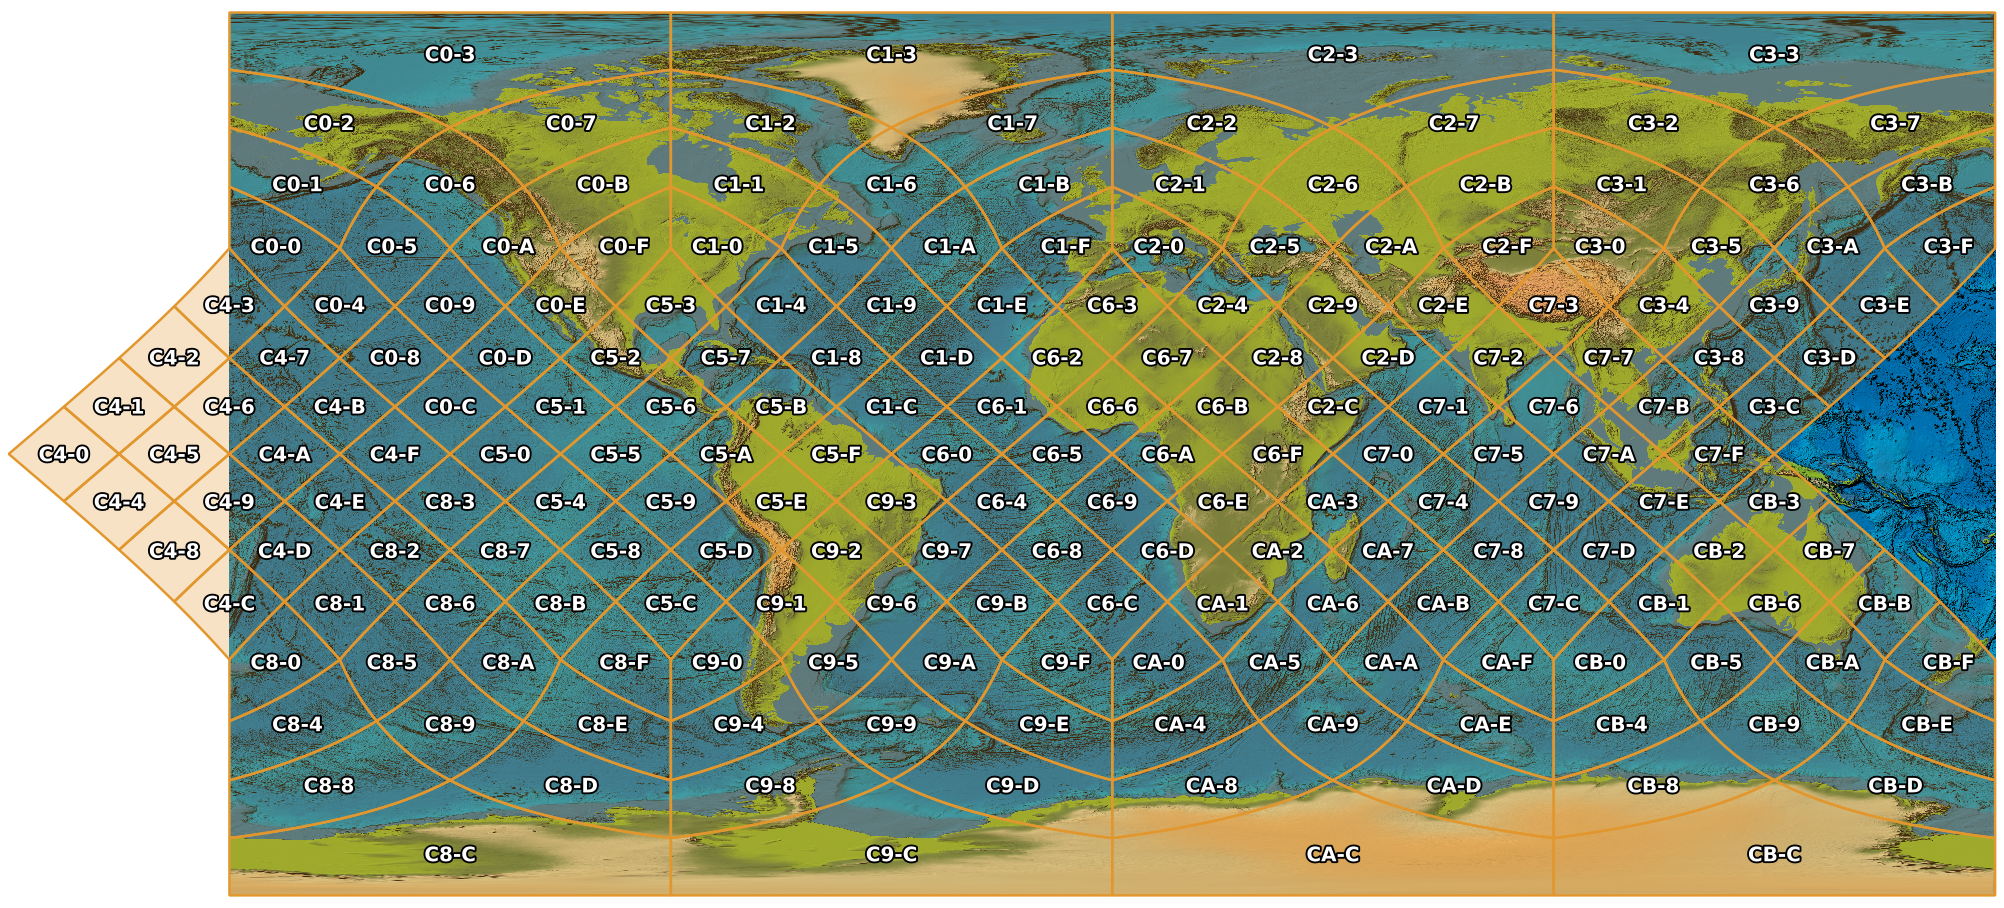 C0-3 C1-3 C2-3 C3-3
C0-2 C0-7 C1-2 C1-7 C2-2 C2-7 C3-2 C3-7
C0-1 C0-6 C0-B C1-1 C1-6 C1-B C2-1 C2-6 C2-B C3-1 C3-6 C3-B
C0-0 C0-5 C0-A C0-F C1-0 C1-5 C1-A C1-F C2-0 C2-5 C2-A C2-F C3-0 C3-5 C3-A C3-F
C4-3 C0-4 C0-9 C0-E C5-3 C1-4 C1-9 C1-E C6-3 C2-4 C2-9 C2-E C7-3 C3-4 C3-9 C3-E
C4-2 C4-7 C0-8 C0-D C5-2 C5-7 C1-8 C1-D C6-2 C6-7 C2-8 C2-D C7-2 C7-7 C3-8 C3-D
C4-1 C4-6 C4-B C0-C C5-1 C5-6 C5-B C1-C C6-1 C6-6 C6-B C2-C C7-1 C7-6 C7-B C3-C
C4-0 C4-5 C4-A C4-F C5-0 C5-5 C5-A C5-F C6-0 C6-5 C6-A C6-F C7-0 C7-5 C7-A C7-F
C4-4 C4-9 C4-E C8-3 C5-4 C5-9 C5-E C9-3 C6-4 C6-9 C6-E CA-3 C7-4 C7-9 C7-E CB-3
C4-8 C4-D C8-2 C8-7 C5-8 C5-D C9-2 C9-7 C6-8 C6-D CA-2 CA-7 C7-8 C7-D CB-2 CB-7
C4-C C8-1 C8-6 C8-B C5-C C9-1 C9-6 C9-B C6-C CA-1 CA-6 CA-B C7-C CB-1 CB-6 CB-B
C8-0 C8-5 C8-A C8-F C9-0 C9-5 C9-A C9-F CA-0 CA-5 CA-A CA-F CB-0 CB-5 CB-A CB-F
C8-4 C8-9 C8-E C9-4 C9-9 C9-E CA-4 CA-9 CA-E CB-4 CB-9 CB-E
C8-8 C8-D C9-8 C9-D CA-8 CA-D CB-8 CB-D
C8-C C9-C CA-C CB-C